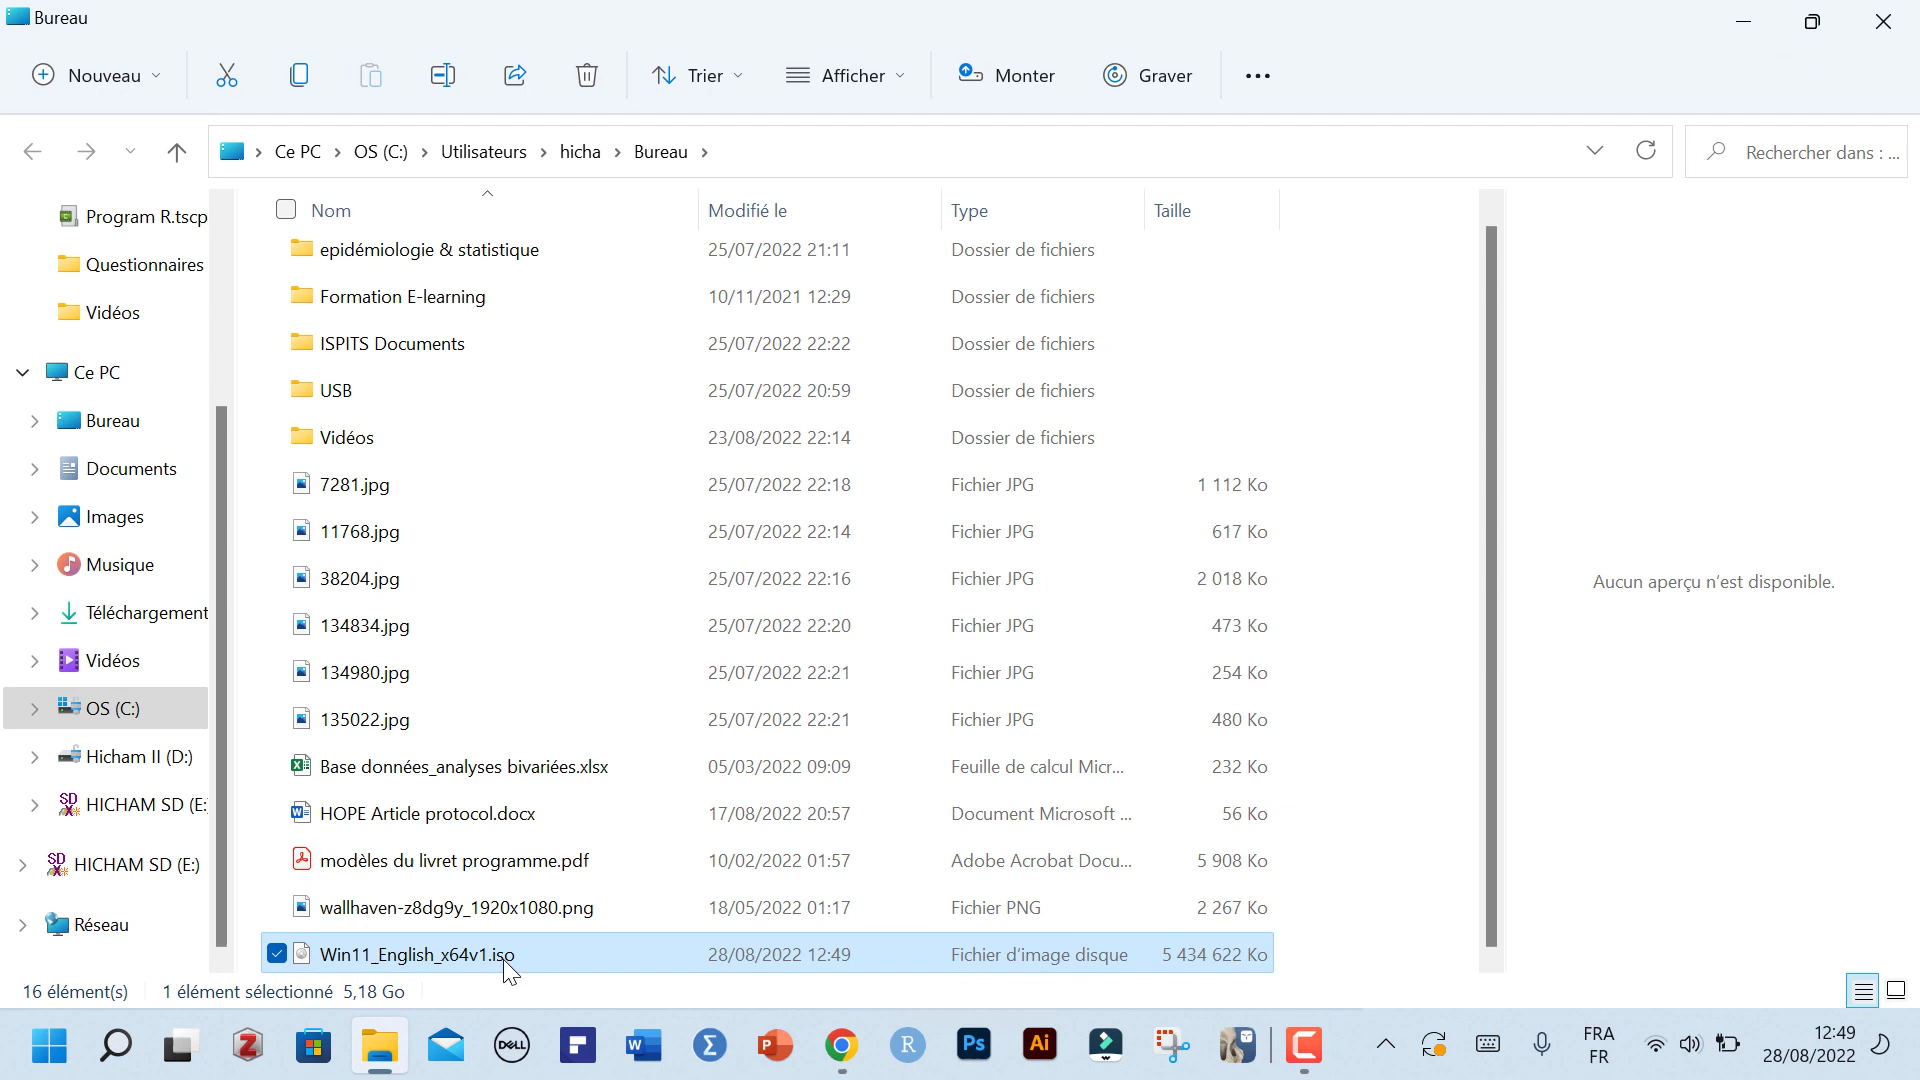 Bureau
Nouveau
Trier
Afficher
Monter
Graver
Ce PC
OS (C:)
Utilisateurs
hicha
Bureau
Rechercher dans : ...
Program R.tscp
Questionnaires
Vidéos
Ce PC
Bureau
Documents
Images
Musique
Téléchargement
Vidéos
OS (C:)
Hicham II (D:)
HICHAM SD (E:
HICHAM SD (E:)
Réseau
Nom Modifié le Type Taille
epidémiologie & statistique 25/07/2022 21:11 Dossier de fichiers
Formation E-learning 10/11/2021 12:29 Dossier de fichiers
ISPITS Documents 25/07/2022 22:22 Dossier de fichiers
USB 25/07/2022 20:59 Dossier de fichiers
Vidéos 23/08/2022 22:14 Dossier de fichiers
7281.jpg 25/07/2022 22:18 Fichier JPG 1 112 Ko
11768.jpg 25/07/2022 22:14 Fichier JPG 617 Ko
38204.jpg 25/07/2022 22:16 Fichier JPG 2 018 Ko
134834.jpg 25/07/2022 22:20 Fichier JPG 473 Ko
134980.jpg 25/07/2022 22:21 Fichier JPG 254 Ko
135022.jpg 25/07/2022 22:21 Fichier JPG 480 Ko
Base données_analyses bivariées.xlsx 05/03/2022 09:09 Feuille de calcul Micr... 232 Ko
HOPE Article protocol.docx 17/08/2022 20:57 Document Microsoft ... 56 Ko
modèles du livret programme.pdf 10/02/2022 01:57 Adobe Acrobat Docu... 5 908 Ko
wallhaven-z8dg9y_1920x1080.png 18/05/2022 01:17 Fichier PNG 2 267 Ko
Win11_English_x64v1.iso 28/08/2022 12:49 Fichier d'image disque 5 434 622 Ko
Aucun aperçu n'est disponible.
16 élément(s) 1 élément sélectionné 5,18 Go
Z
DELL
W
Σ
P
R
Ps
Ai
FRA
FR
12:49
28/08/2022